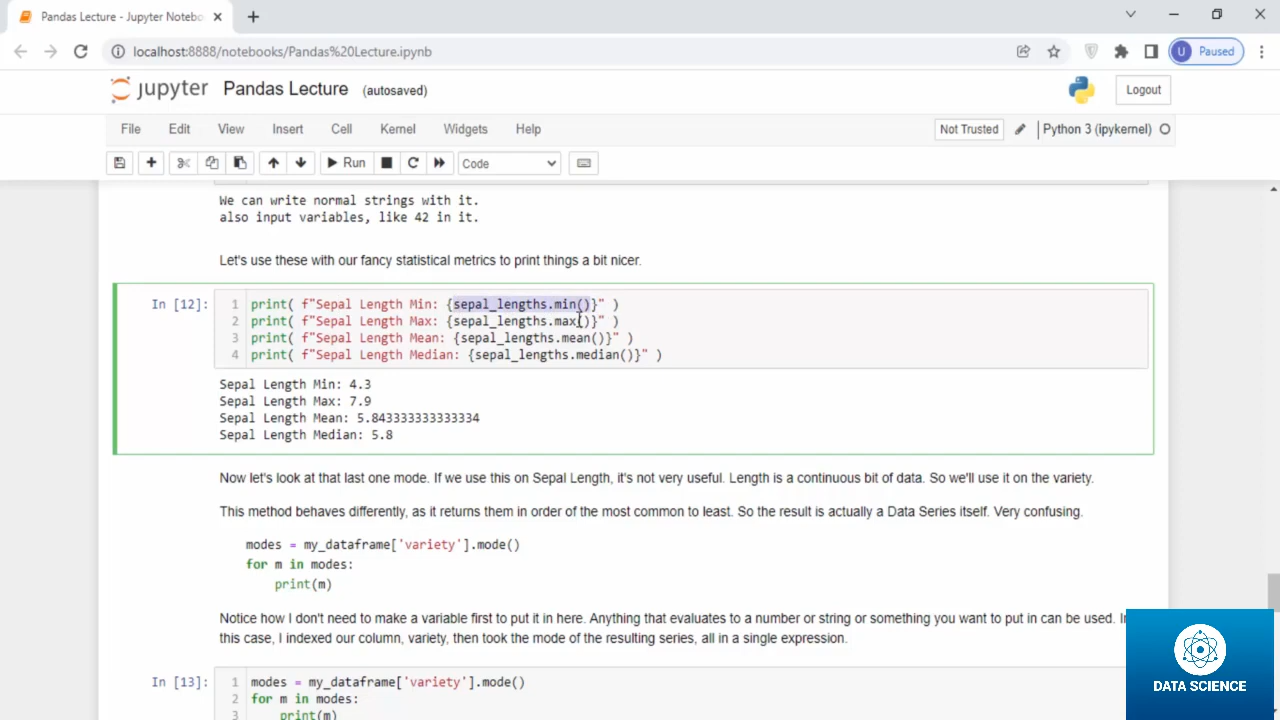 Pandas Lecture - Jupyter Notebo
localhost:8888/notebooks/Pandas%20Lecture.ipynb
U Paused
jupyter Pandas Lecture (autosaved)
Logout
File Edit View Insert Cell Kernel Widgets Help
Not Trusted Python 3 (ipykernel)
Run Code
We can write normal strings with it.
also input variables, like 42 in it.
Let's use these with our fancy statistical metrics to print things a bit nicer.
In [12]:
1 print( f"Sepal Length Min: {sepal_lengths.min()}" )
2 print( f"Sepal Length Max: {sepal_lengths.max()}" )
3 print( f"Sepal Length Mean: {sepal_lengths.mean()}" )
4 print( f"Sepal Length Median: {sepal_lengths.median()}" )
Sepal Length Min: 4.3
Sepal Length Max: 7.9
Sepal Length Mean: 5.843333333333334
Sepal Length Median: 5.8
Now let's look at that last one mode. If we use this on Sepal Length, it's not very useful. Length is a continuous bit of data. So we'll use it on the variety.
This method behaves differently, as it returns them in order of the most common to least. So the result is actually a Data Series itself. Very confusing.
modes = my_dataframe['variety'].mode()
for m in modes:
print(m)
Notice how I don't need to make a variable first to put it in here. Anything that evaluates to a number or string or something you want to put in can be used.
this case, I indexed our column, variety, then took the mode of the resulting series, all in a single expression.
In [13]:
1 modes = my_dataframe['variety'].mode()
2 for m in modes:
3 print(m)
DATA SCIENCE